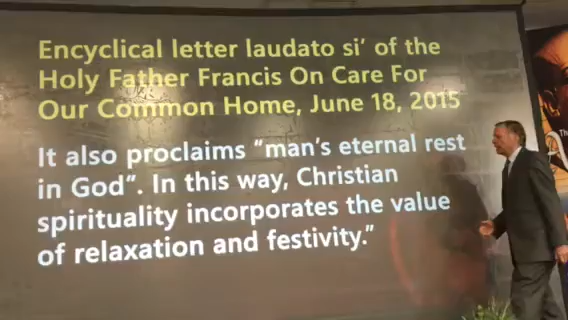 Encyclical letter laudato si’ of the
Holy Father Francis On Care For
Our Common Home, June 18, 2015
It also proclaims “man’s eternal rest
in God”. In this way, Christian
spirituality incorporates the value
of relaxation and festivity.”